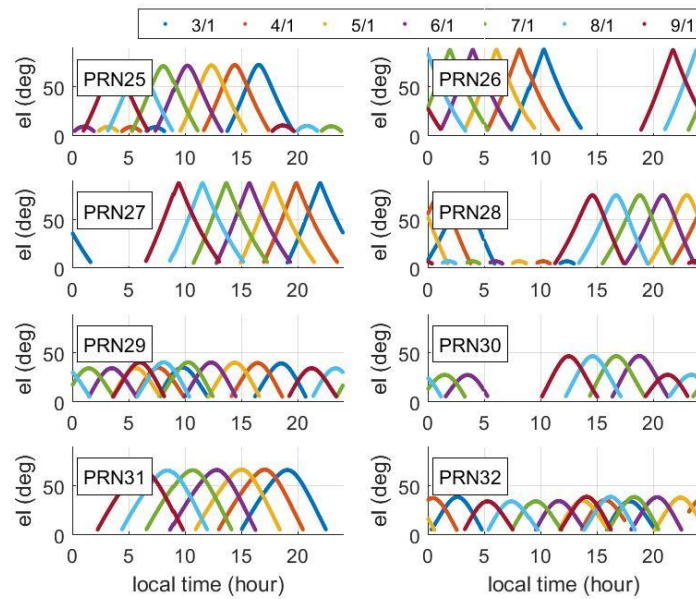 3/1 4/1 5/1 6/1 7/1 8/1 9/1
el (deg) 50 0 PRN25 0 5 10 15 20
el (deg) 50 0 PRN26 0 5 10 15 20
el (deg) 50 0 PRN27 0 5 10 15 20
el (deg) 50 0 PRN28 0 5 10 15 20
el (deg) 50 0 PRN29 0 5 10 15 20
el (deg) 50 0 PRN30 0 5 10 15 20
el (deg) 50 0 PRN31 0 5 10 15 20
el (deg) 50 0 PRN32 0 5 10 15 20
local time (hour)
local time (hour)